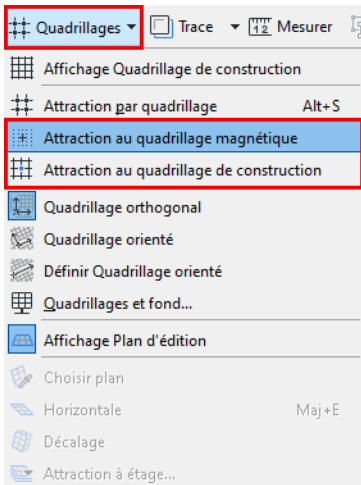 Quadrillages Trace 1 2 Mesurer
Affichage Quadrillage de construction
Attraction par quadrillage Alt+S
Attraction au quadrillage magnétique
Attraction au quadrillage de construction
Quadrillage orthogonal
Quadrillage orienté
Définir Quadrillage orienté
Quadrillages et fond...
Affichage Plan d'édition
Choisir plan
Horizontale Maj+E
Décalage
Attraction à étage...